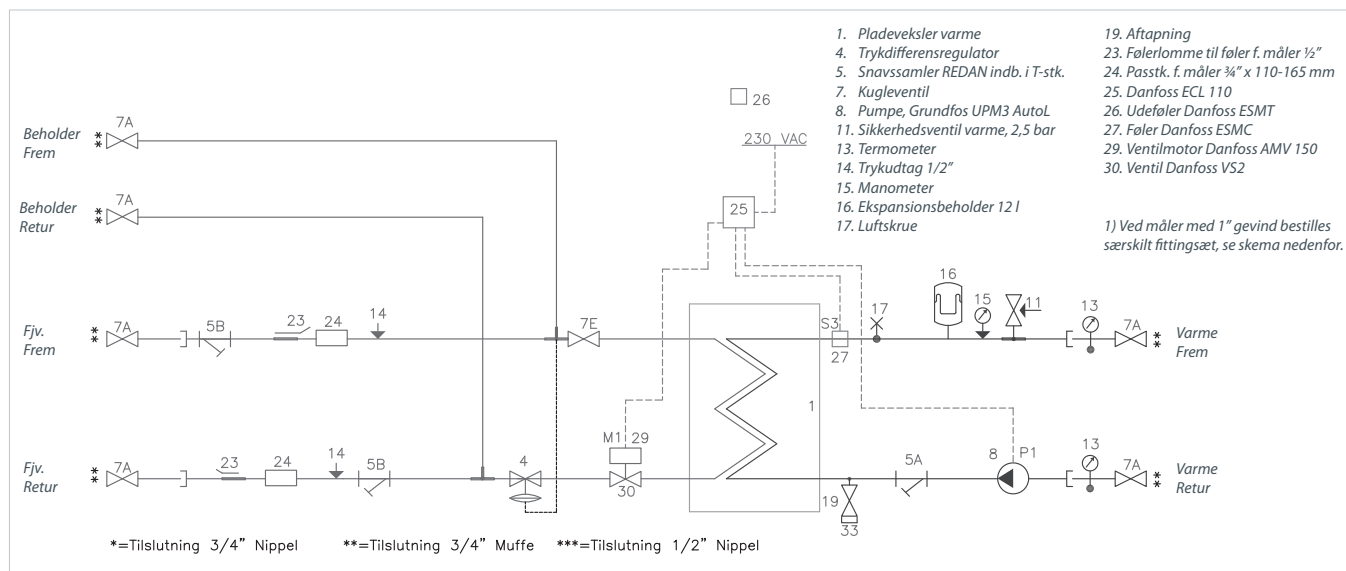 1. Pladeveksler varme
4. Trykdifferensregulator
5. Snavssamler REDAN indb. i T-stk.
7. Kugleventil
8. Pumpe, Grundfos UPM3 AutoL
11. Sikkerhedsventil varme, 2,5 bar
13. Termometer
14. Trykudtag 1/2"
15. Manometer
16. Ekspansionsbeholder 12 l
17. Luftskrue
19. Aftapning
23. Følerlomme til føler f. måler ½"
24. Passtk. f. måler ¾" x 110-165 mm
25. Danfoss ECL 110
26. Udeføler Danfoss ESMT
27. Føler Danfoss ESMC
29. Ventilmotor Danfoss AMV 150
30. Ventil Danfoss VS2
1) Ved måler med 1" gevind bestilles
særskilt fittingsæt, se skema nedenfor.
26
230 VAC
Beholder
Frem
** 7A
Beholder
Retur
** 7A
25
Fjv.
Frem
** 7A
5B
23
24
14
7E
S3
27
17
16
15
11
13
7A **
Varme
Frem
1
Fjv.
Retur
** 7A
23
24
14
5B
4
M1 29
30
19
33
5A
8 P1
13
7A **
Varme
Retur
*=Tilslutning 3/4" Nippel **=Tilslutning 3/4" Muffe ***=Tilslutning 1/2" Nippel